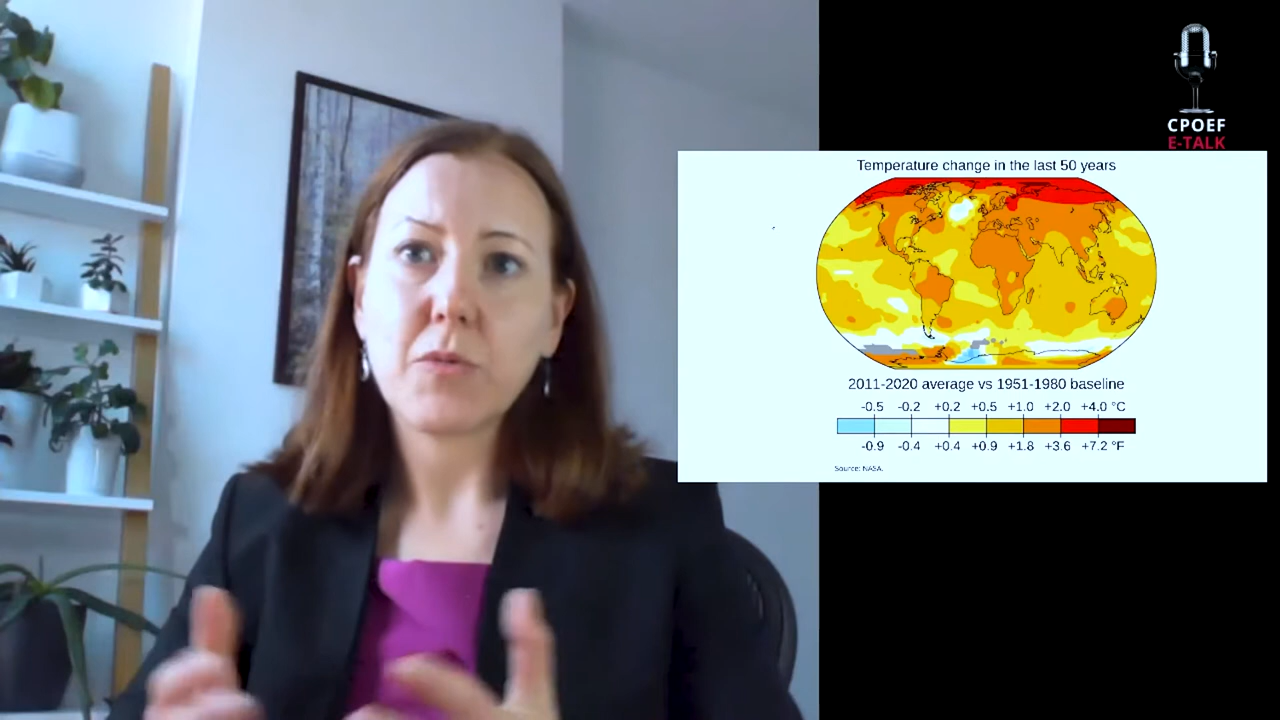 CPOEF
E-TALK
Temperature change in the last 50 years
2011-2020 average vs 1951-1980 baseline
-0.5 -0.2 +0.2 +0.5 +1.0 +2.0 +4.0 °C
-0.9 -0.4 +0.4 +0.9 +1.8 +3.6 +7.2 °F
Source: NASA.